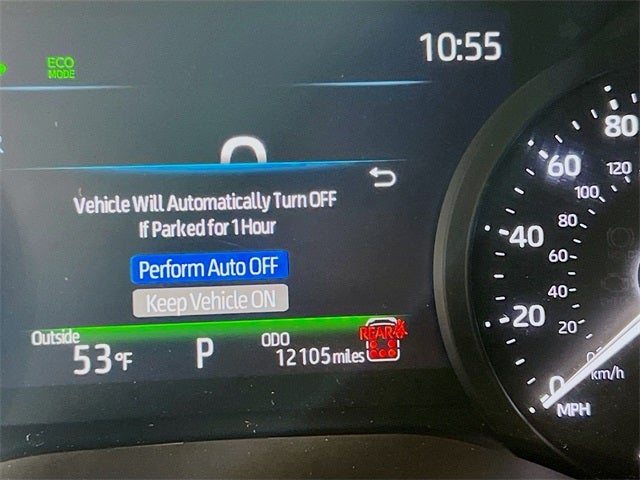 10:55
ECO
MODE
0
Vehicle Will Automatically Turn OFF
If Parked for 1 Hour
Perform Auto OFF
Keep Vehicle ON
Outside
53°F
P
ODO
12105 miles
REAR
80
60
40
20
0
MPH
120
100
80
60
40
20
0
km/h